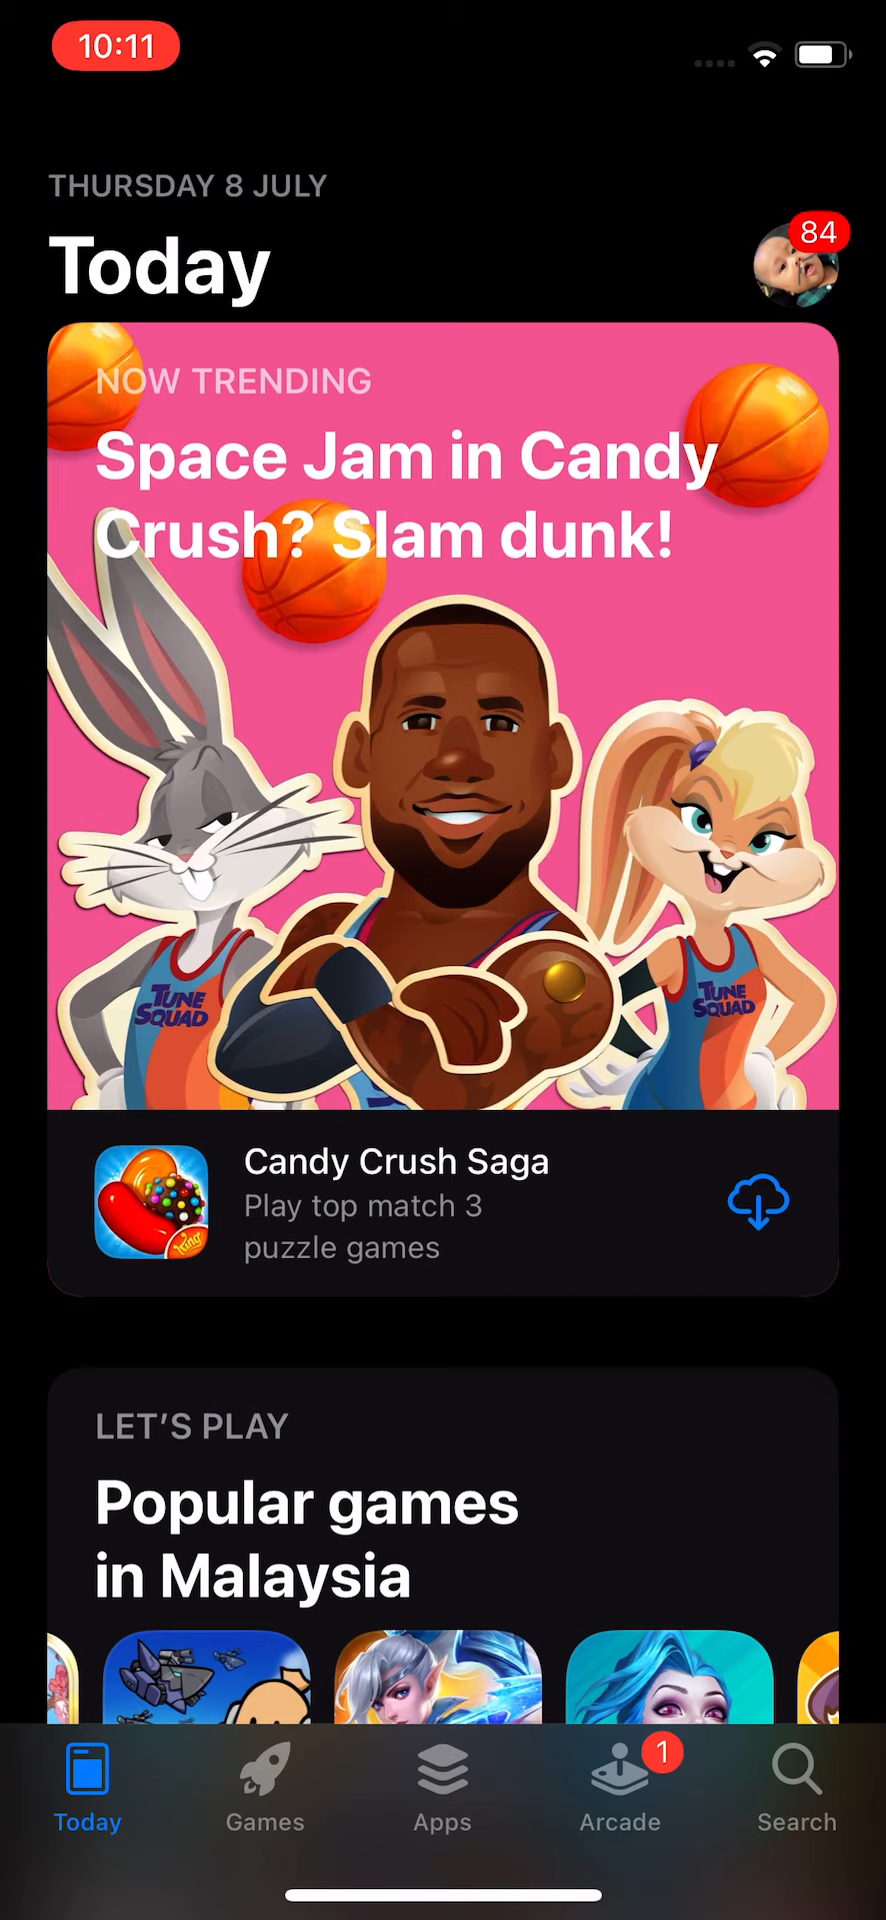 10:11
THURSDAY 8 JULY
Today
84
NOW TRENDING
Space Jam in Candy
Crush? Slam dunk!
TUNE
SQUAD
TUNE
SQUAD
Candy Crush Saga
Play top match 3
puzzle games
King
LET'S PLAY
Popular games
in Malaysia
1
Today
Games
Apps
Arcade
Search